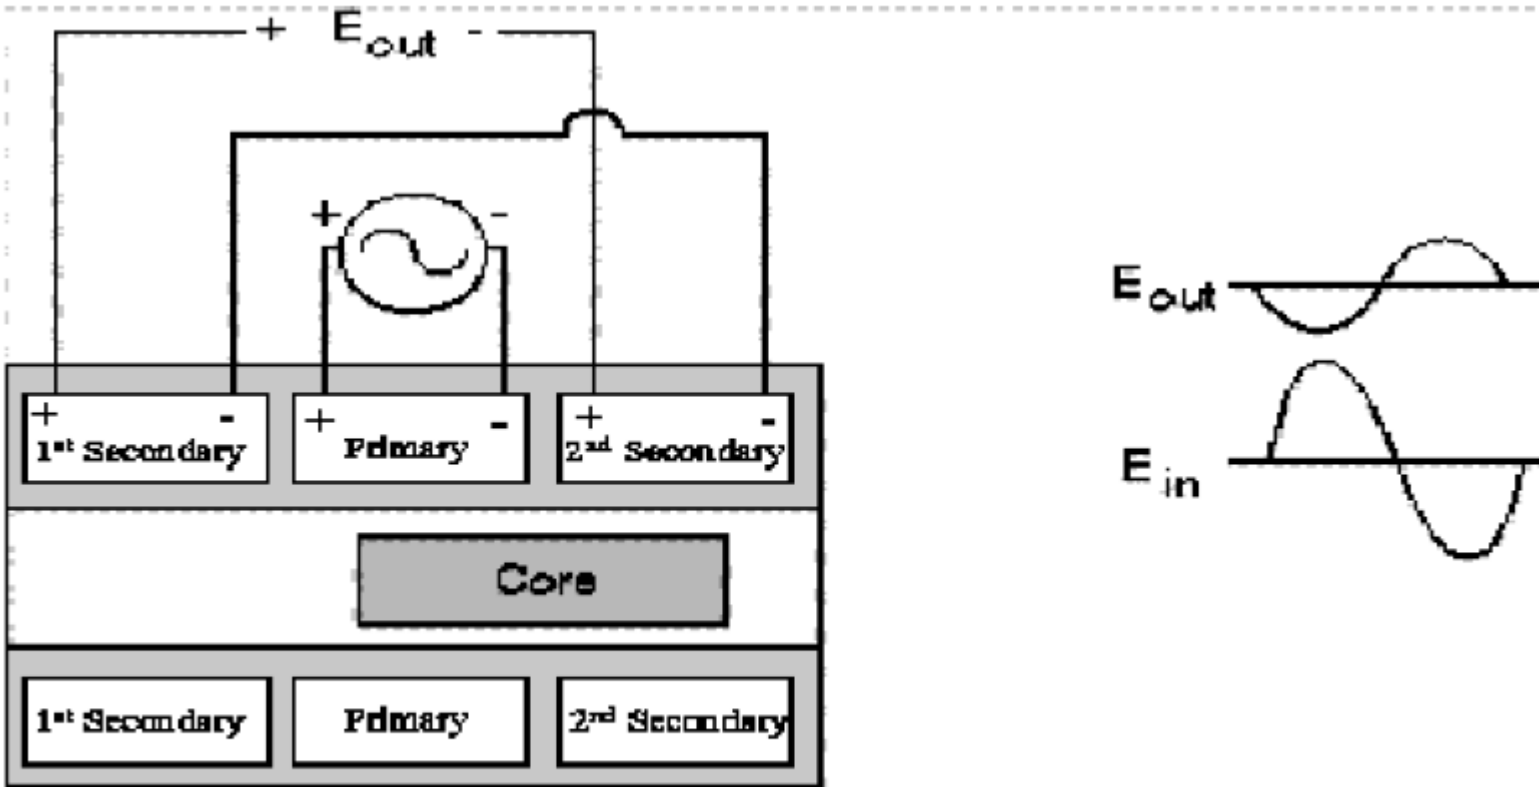 + E out -
+ -
+ - + - + -
1st Secondary Primary 2nd Secondary
Core
1st Secondary Primary 2nd Secondary
E out
E in